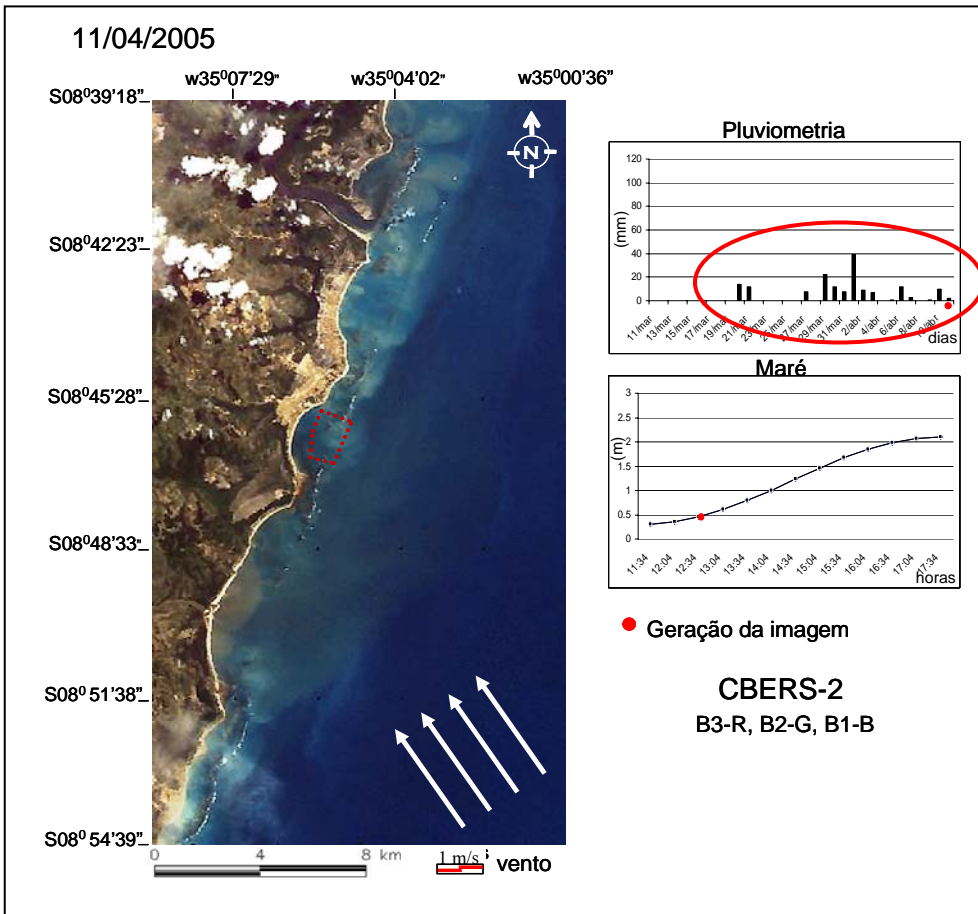 11/04/2005
w35⁰07'29" w35⁰04'02" w35⁰00'36"
S08⁰39'18"
S08⁰42'23"
S08⁰45'28"
S08⁰48'33"
S08⁰51'38"
S08⁰54'39"
N
0 4 8 km
1 m/s vento
Pluviometria
(mm)
120
100
80
60
40
20
0
11/mar 13/mar 15/mar 17/mar 19/mar 21/mar 23/mar 25/mar 27/mar 29/mar 31/mar 2/abr 4/abr 6/abr 8/abr 10/abr
dias
Maré
(m)
3
2.5
2
1.5
1
0.5
0
11:34 12:04 12:34 13:04 13:34 14:04 14:34 15:04 15:34 16:04 16:34 17:04 17:34
horas
Geração da imagem
CBERS-2
B3-R, B2-G, B1-B